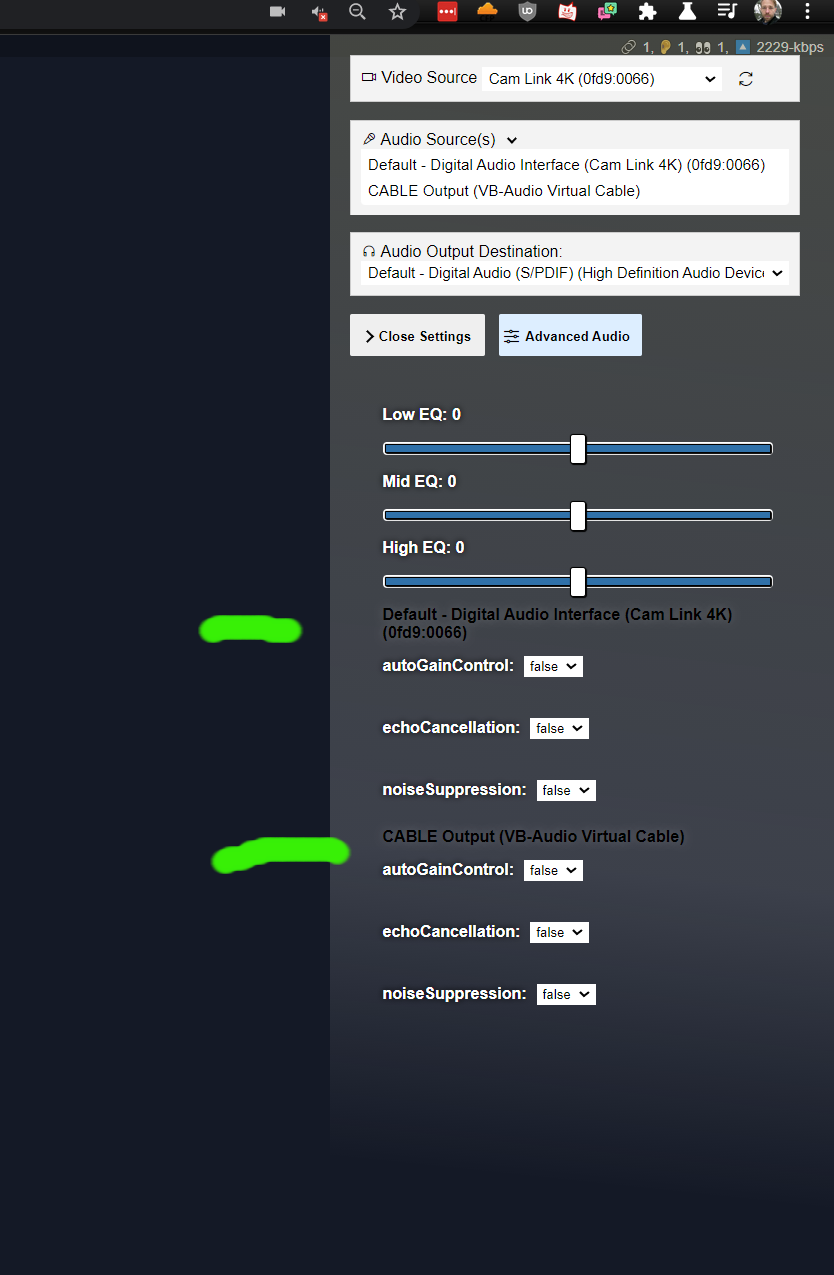 1, 1, 1, 2229-kbps
Video Source Cam Link 4K (0fd9:0066)
Audio Source(s)
Default - Digital Audio Interface (Cam Link 4K) (0fd9:0066)
CABLE Output (VB-Audio Virtual Cable)
Audio Output Destination:
Default - Digital Audio (S/PDIF) (High Definition Audio Device
Close Settings Advanced Audio
Low EQ: 0
Mid EQ: 0
High EQ: 0
Default - Digital Audio Interface (Cam Link 4K)
(0fd9:0066)
autoGainControl: false
echoCancellation: false
noiseSuppression: false
CABLE Output (VB-Audio Virtual Cable)
autoGainControl: false
echoCancellation: false
noiseSuppression: false